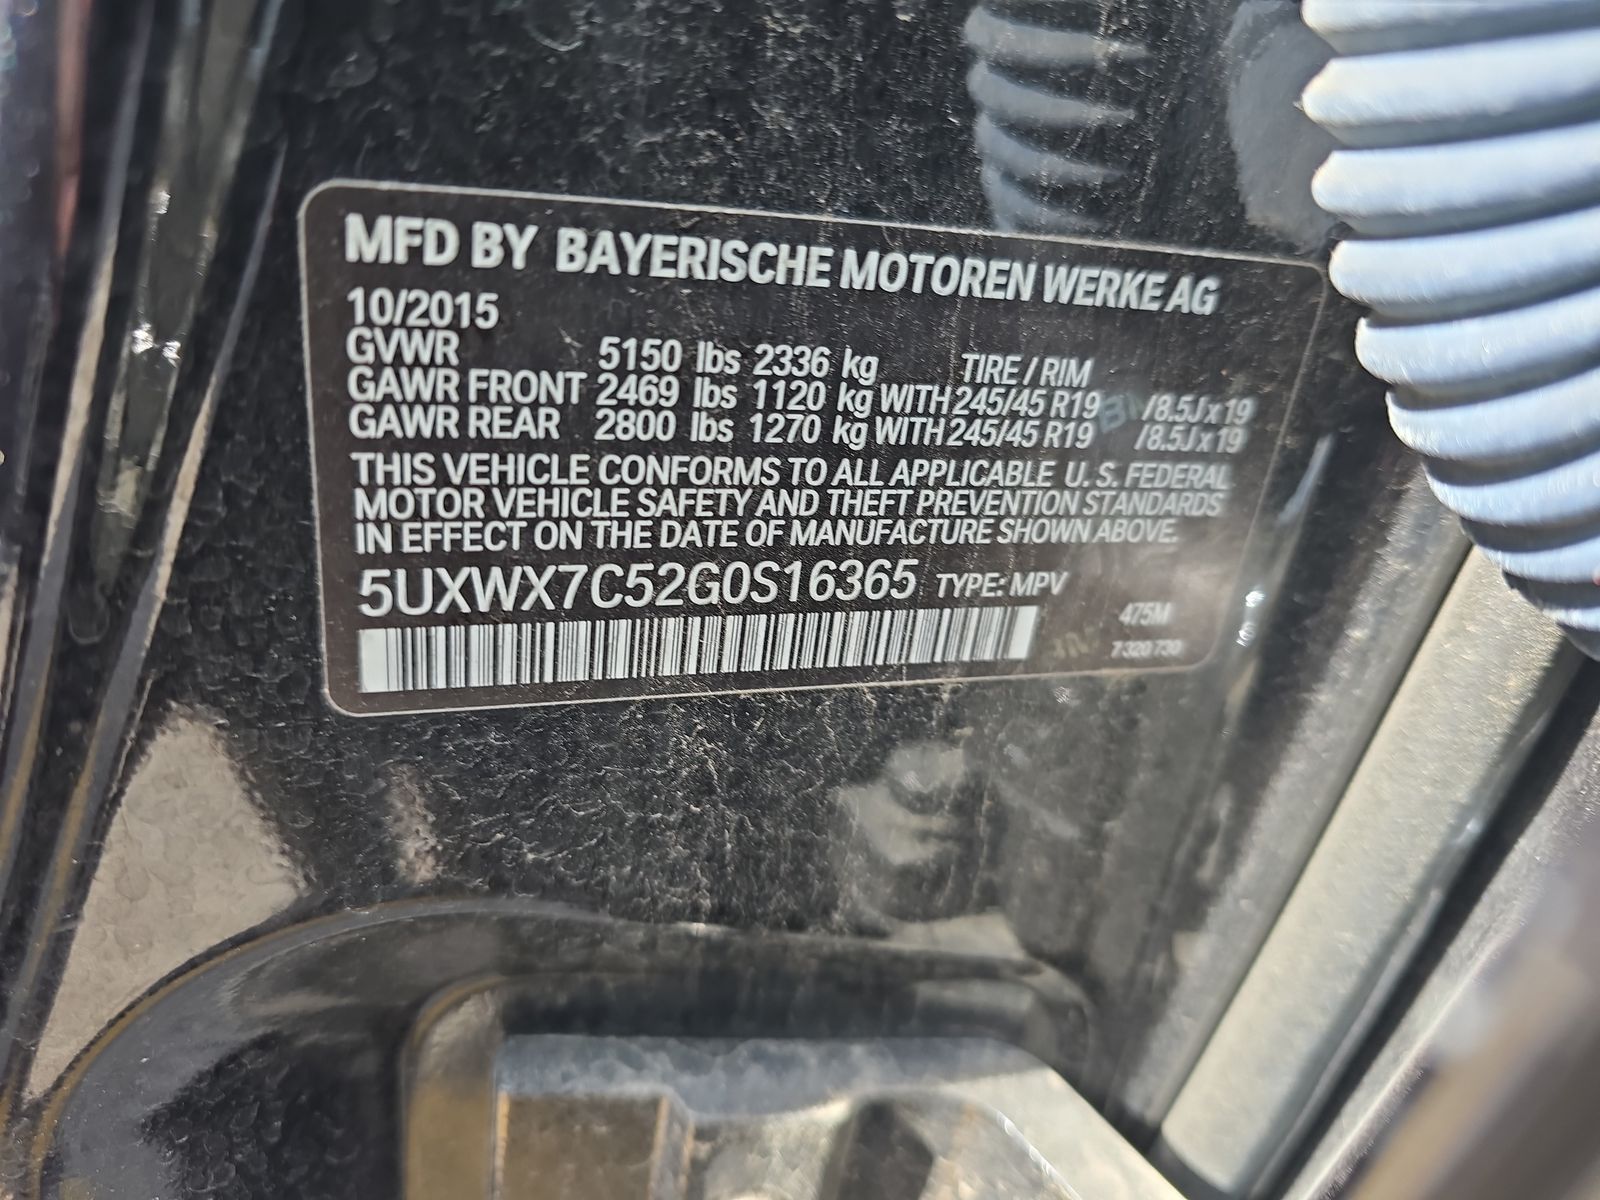 MFD BY BAYERISCHE MOTOREN WERKE AG
10/2015
GVWR 5150 lbs 2336 kg TIRE / RIM
GAWR FRONT 2469 lbs 1120 kg WITH 245/45 R19 /8.5J x 19
GAWR REAR 2800 lbs 1270 kg WITH 245/45 R19 /8.5J x 19
THIS VEHICLE CONFORMS TO ALL APPLICABLE U. S. FEDERAL
MOTOR VEHICLE SAFETY AND THEFT PREVENTION STANDARDS
IN EFFECT ON THE DATE OF MANUFACTURE SHOWN ABOVE.
5UXWX7C52G0S16365 TYPE: MPV
475M
7 320 730